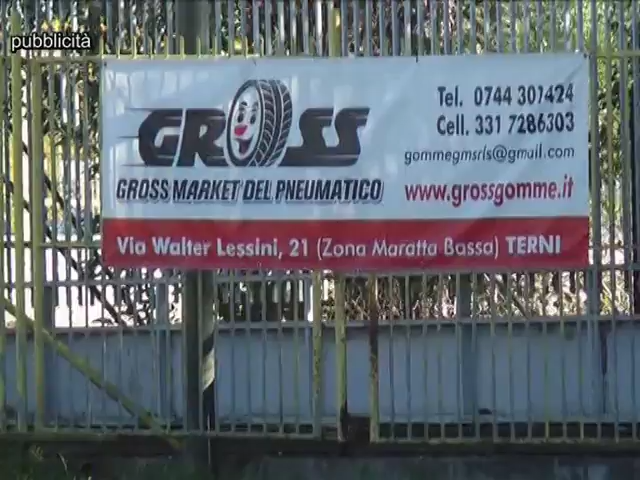 pubblicità
GROSS
GROSS MARKET DEL PNEUMATICO
Tel. 0744 301424
Cell. 331 7286303
gommegmsrls@gmail.com
www.grossgomme.it
Via Walter Lessini, 21 (Zona Maratta Bassa) TERNI